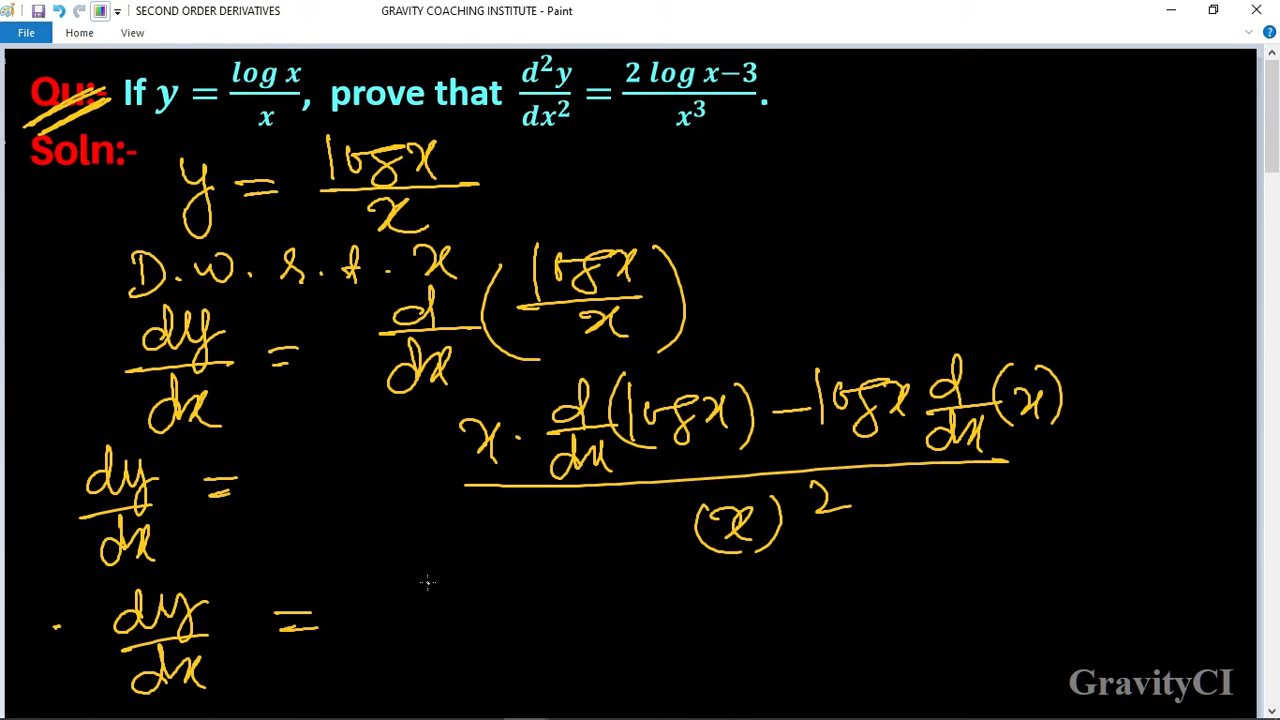 SECOND ORDER DERIVATIVES GRAVITY COACHING INSTITUTE - Paint
File Home View
Qu:- If y = log x / x, prove that d²y/dx² = 2 log x−3 / x³.
Soln:-
y = log x / x
D.w.r.t. x
dy/dx = d/dx (log x / x)
dy/dx = x · d/dx (log x) − log x d/dx (x) / (x)²
dy/dx =
GravityCI